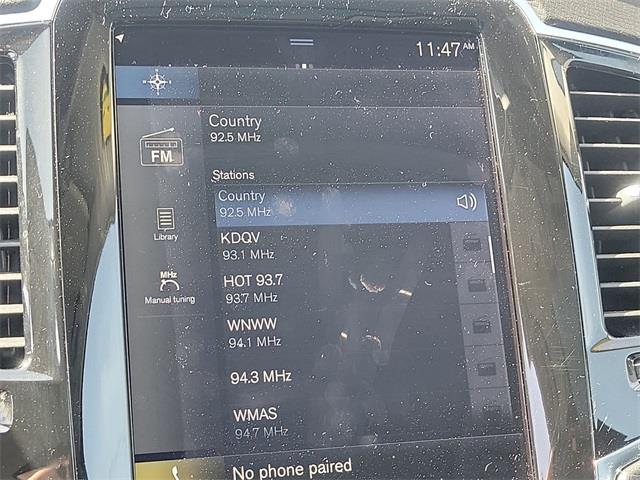 11:47 AM
Country
92.5 MHz
FM
Stations
Country
92.5 MHz
Library
KDQV
93.1 MHz
MHz
Manual tuning
HOT 93.7
93.7 MHz
WNWW
94.1 MHz
94.3 MHz
WMAS
94.7 MHz
No phone paired